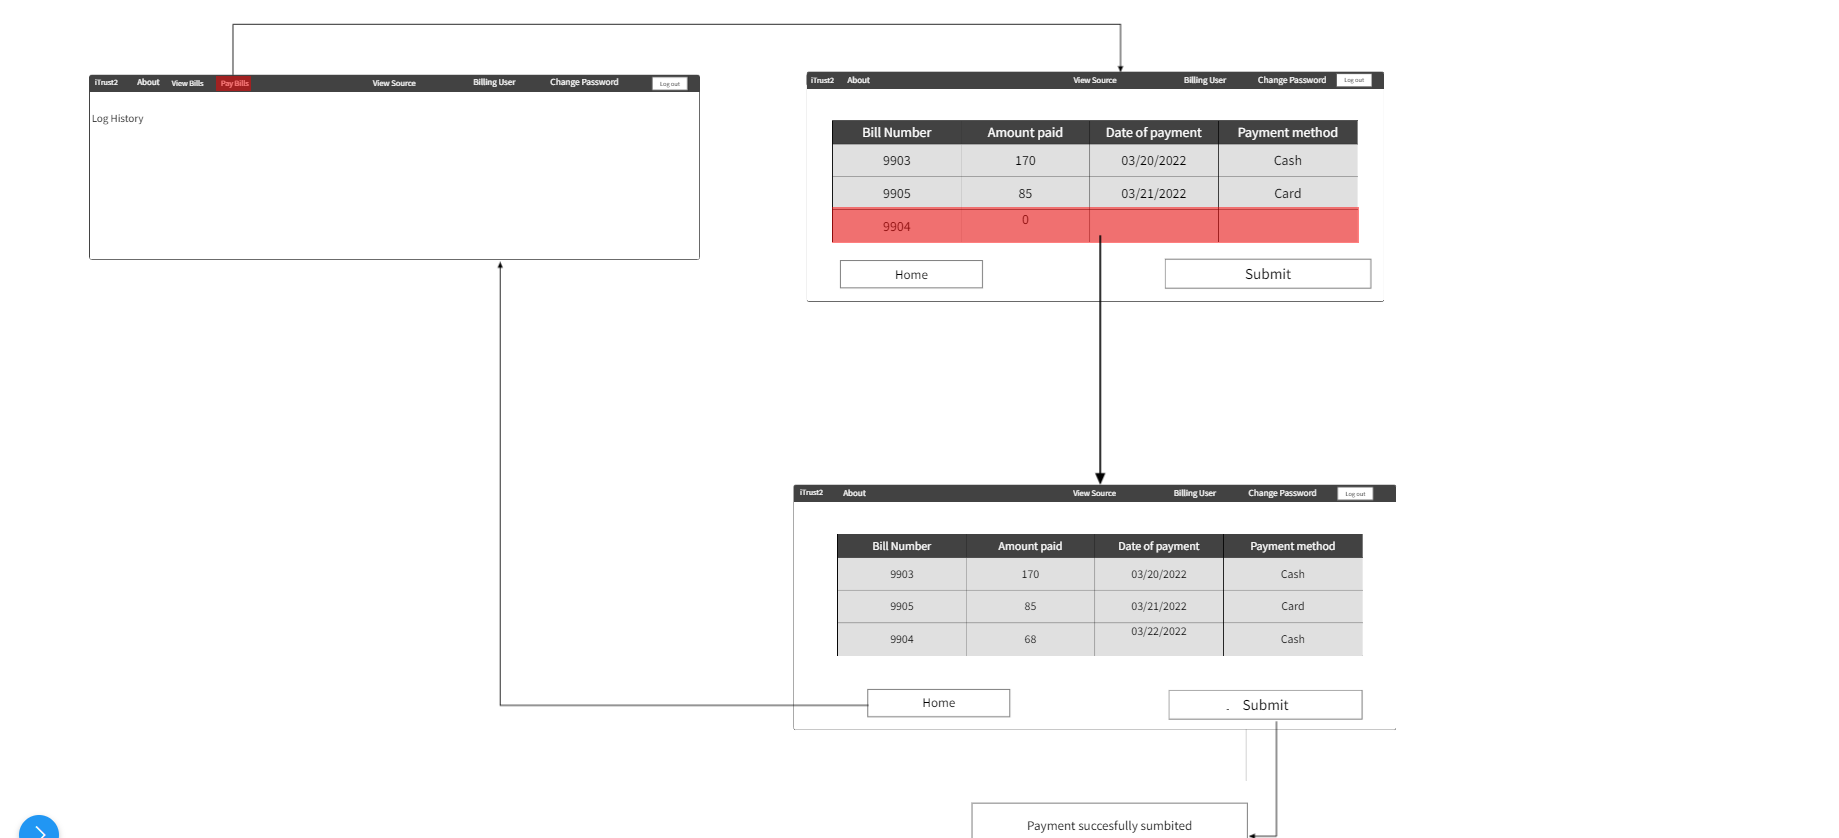 iTrust2 About View Bills Pay Bills View Source Billing User Change Password Log out
Log History
iTrust2 About View Source Billing User Change Password Log out
Bill Number Amount paid Date of payment Payment method
9903 170 03/20/2022 Cash
9905 85 03/21/2022 Card
9904 0
Home Submit
iTrust2 About View Source Billing User Change Password Log out
Bill Number Amount paid Date of payment Payment method
9903 170 03/20/2022 Cash
9905 85 03/21/2022 Card
9904 68 03/22/2022 Cash
Home . Submit
Payment succesfully sumbited